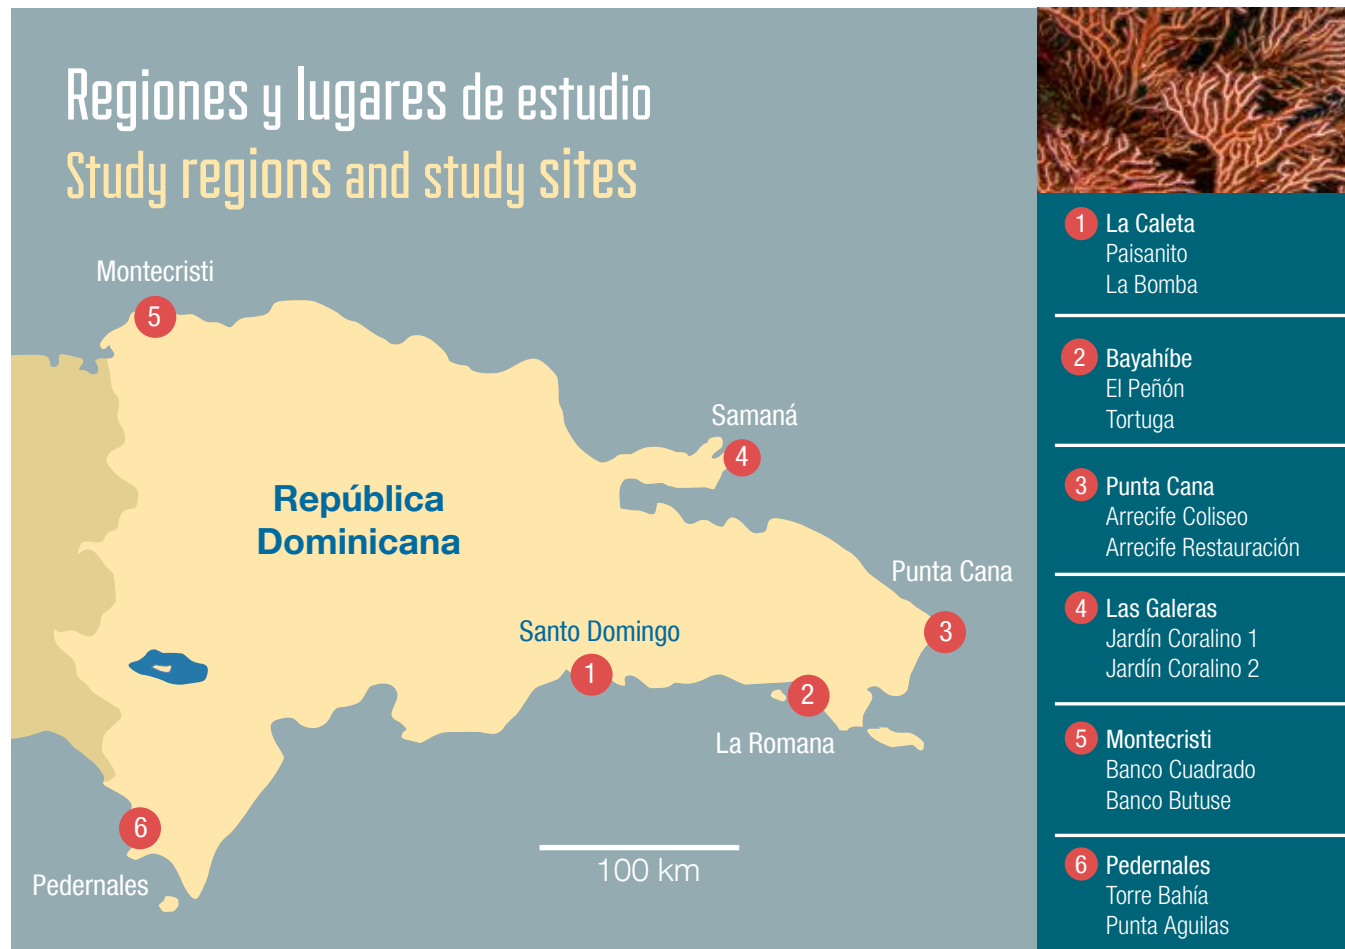 Regiones y lugares de estudio
Study regions and study sites
Montecristi
5
Samaná
4
República
Dominicana
Punta Cana
3
Santo Domingo
1
2
La Romana
6
Pedernales
100 km
1 La Caleta
Paisanito
La Bomba
2 Bayahíbe
El Peñón
Tortuga
3 Punta Cana
Arrecife Coliseo
Arrecife Restauración
4 Las Galeras
Jardín Coralino 1
Jardín Coralino 2
5 Montecristi
Banco Cuadrado
Banco Butuse
6 Pedernales
Torre Bahía
Punta Aguilas